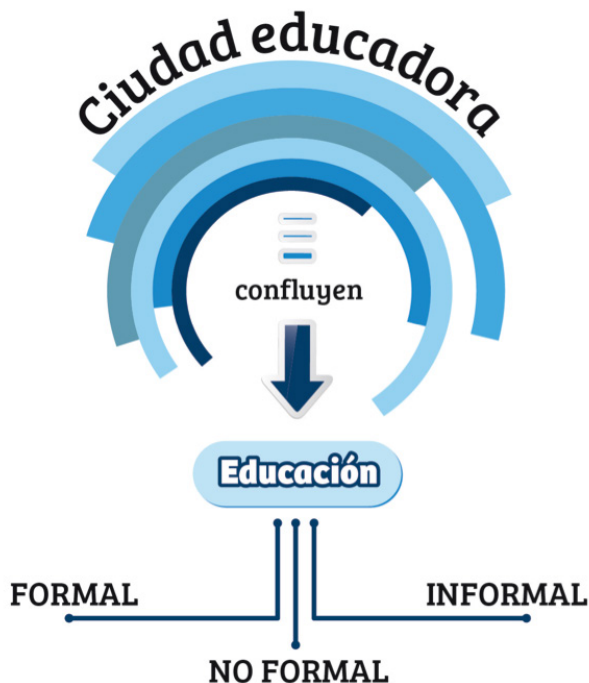 Ciudad educadora
confluyen
Educación
FORMAL
INFORMAL
NO FORMAL